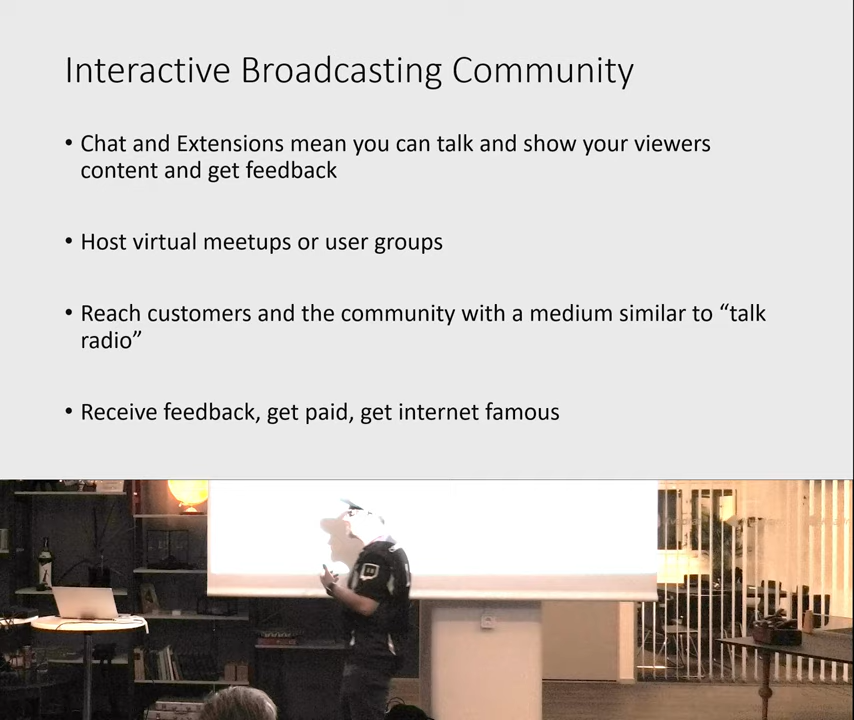 Interactive Broadcasting Community
• Chat and Extensions mean you can talk and show your viewers
content and get feedback
• Host virtual meetups or user groups
• Reach customers and the community with a medium similar to “talk
radio”
• Receive feedback, get paid, get internet famous